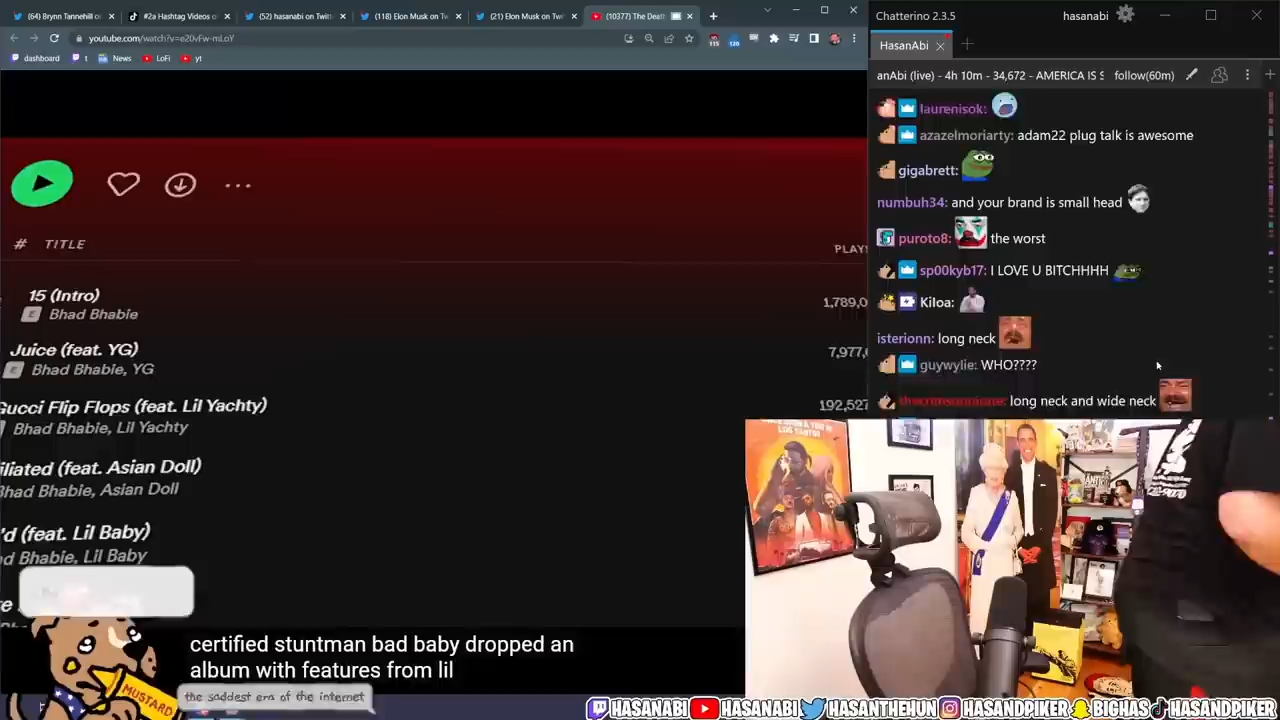 (64) Brynn Tannehill
#2a Hashtag Videos o
(52) hasanabi on Twitt
(118) Elon Musk on Tw
(21) Elon Musk on Twi
(10377) The Death
youtube.com/watch?v=e20vFw-mLoY
115
120
dashboard
t
News
LoFi
yt
# TITLE
PLAY
15 (Intro)
E Bhad Bhabie
1,789,0
Juice (feat. YG)
E Bhad Bhabie, YG
7,977,
Gucci Flip Flops (feat. Lil Yachty)
Bhad Bhabie, Lil Yachty
192,527
iliated (feat. Asian Doll)
Bhad Bhabie, Asian Doll
'd (feat. Lil Baby)
d Bhabie, Lil Baby
certified stuntman bad baby dropped an
album with features from lil
MUSTARD
the saddest era of the internet
Chatterino 2.3.5
hasanabi
HasanAbi
anAbi (live) - 4h 10m - 34,672 - AMERICA IS S
follow(60m)
laurenisok:
azazelmoriarty: adam22 plug talk is awesome
gigabrett:
numbuh34: and your brand is small head
puroto8: the worst
sp00kyb17: I LOVE U BITCHHHH
Kiloa:
isterionn: long neck
guywylie: WHO????
long neck and wide neck
LOS SANTOS
HASANABI
HASANABI
HASANTHEHUN
HASANDPIKER
BIGHAS
HASANDPIKER